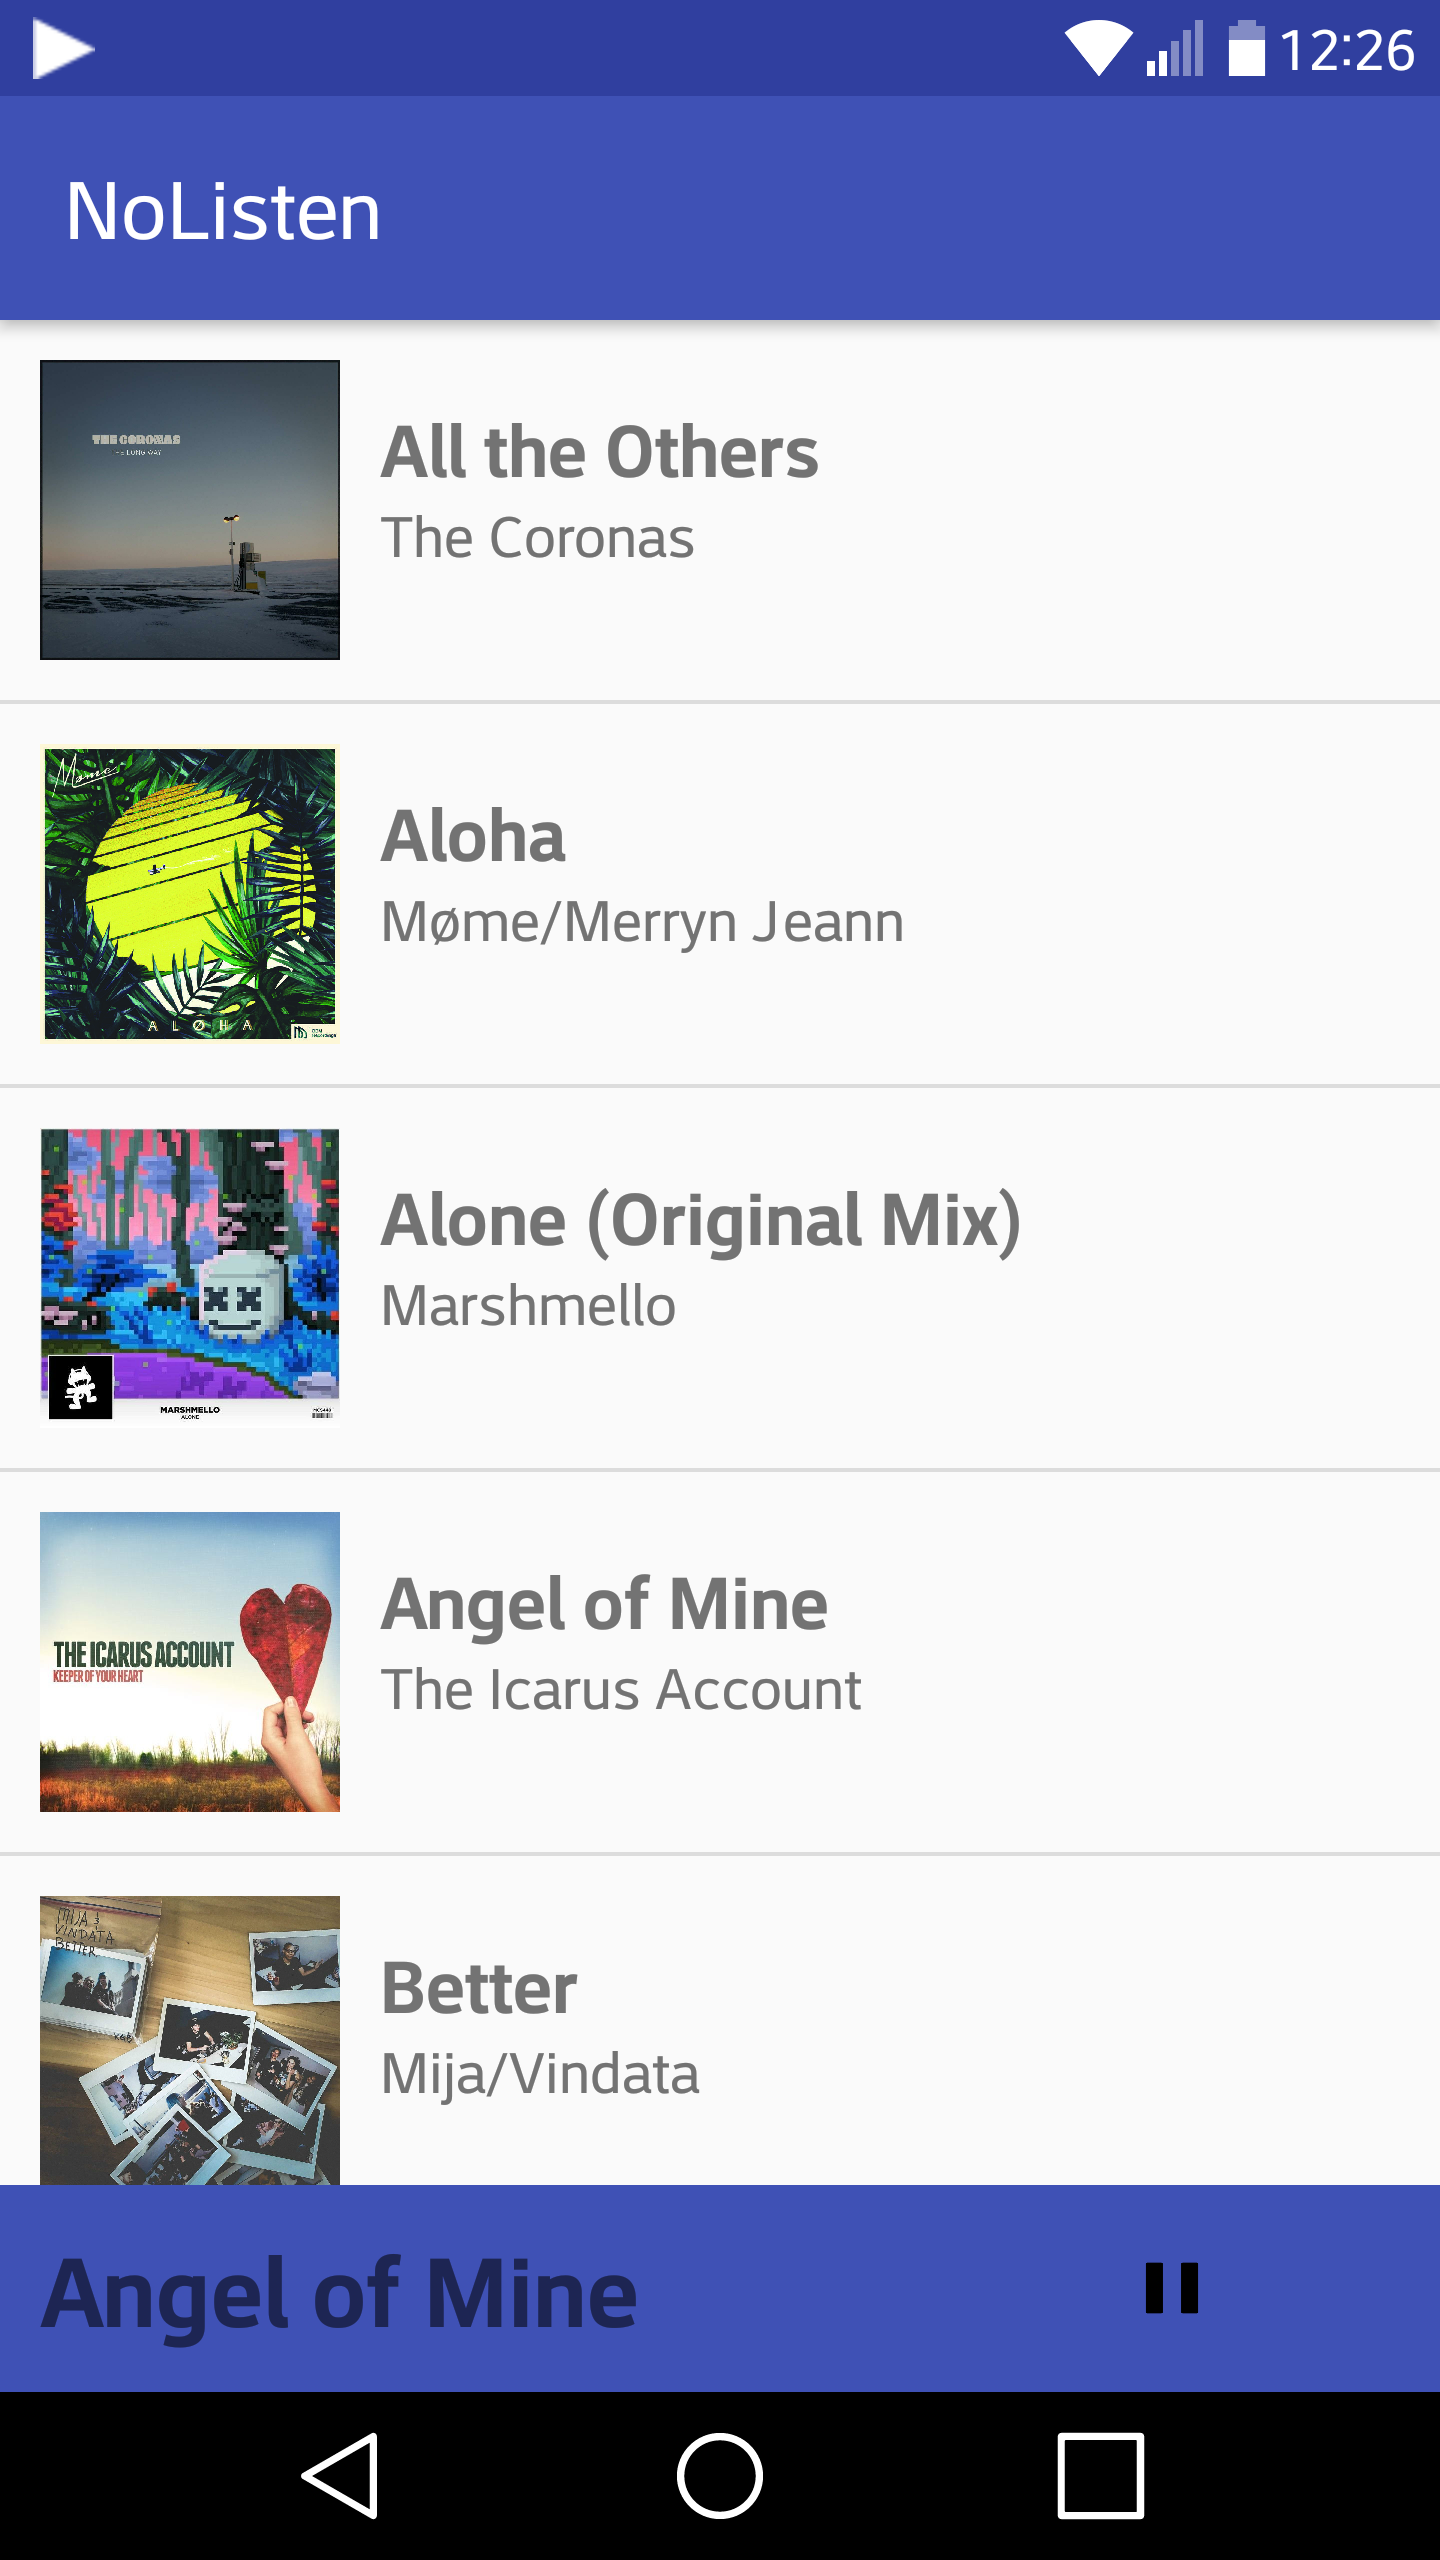 12:26
NoListen
THE CORONAS
THE LONG WAY
All the Others
The Coronas
Møme
ALØHA
Aloha
Møme/Merryn Jeann
MARSHMELLO
ALONE
Alone (Original Mix)
Marshmello
THE ICARUS ACCOUNT
KEEPER OF YOUR HEART
Angel of Mine
The Icarus Account
MIJA &
VINDATA
BETTER
Better
Mija/Vindata
Angel of Mine